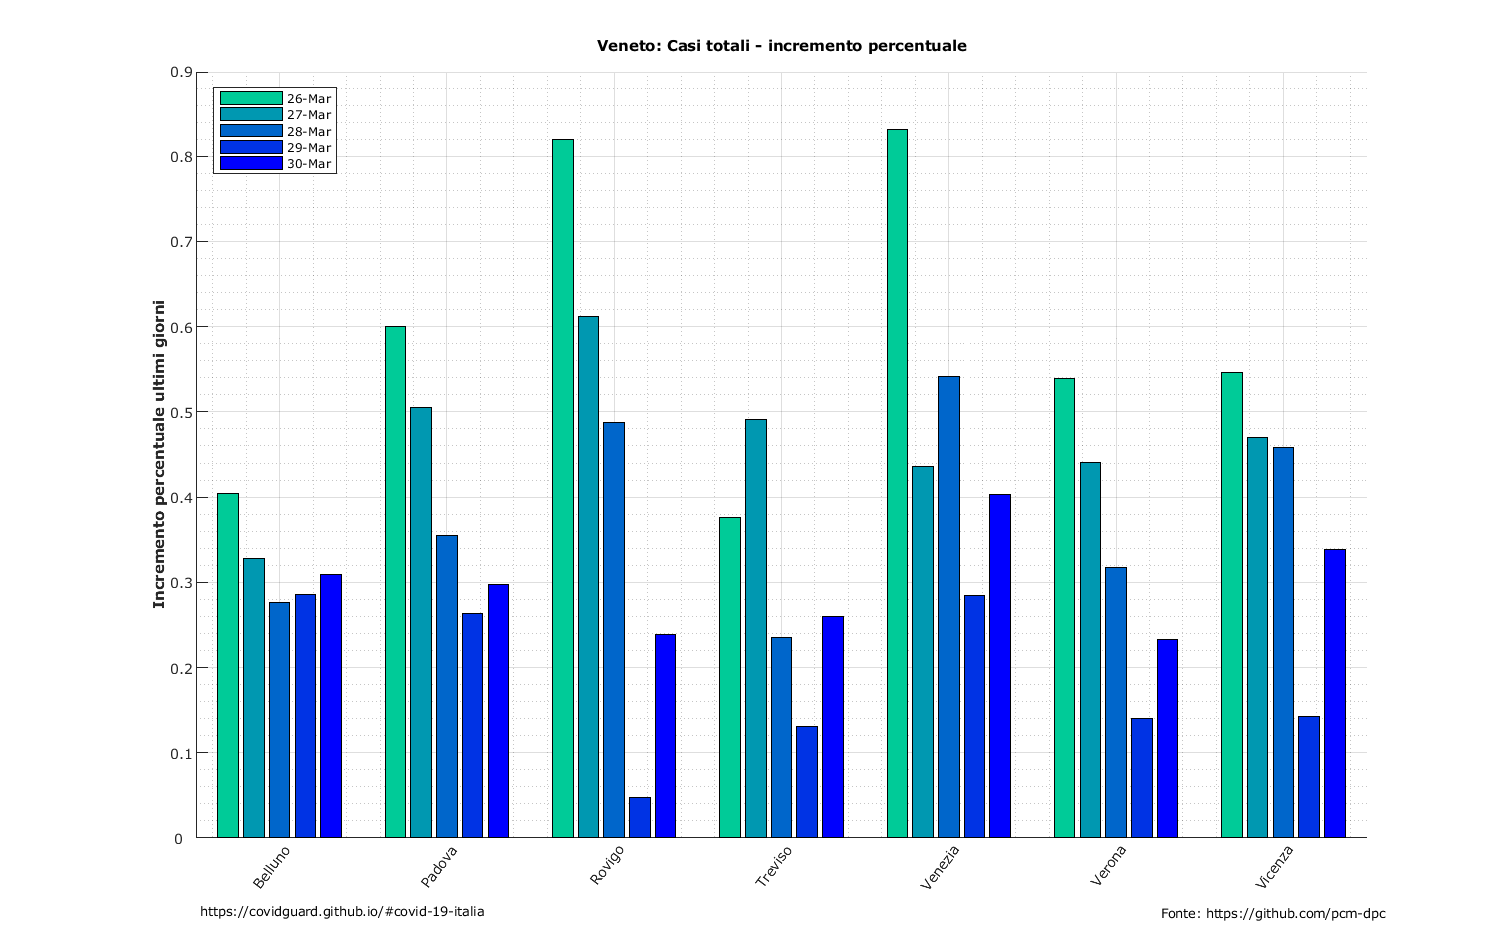 Veneto: Casi totali - incremento percentuale
0.9
0.8
0.7
0.6
0.5
0.4
0.3
0.2
0.1
0
Incremento percentuale ultimi giorni
26-Mar
27-Mar
28-Mar
29-Mar
30-Mar
Belluno
Padova
Rovigo
Treviso
Venezia
Verona
Vicenza
https://covidguard.github.io/#covid-19-italia
Fonte: https://github.com/pcm-dpc